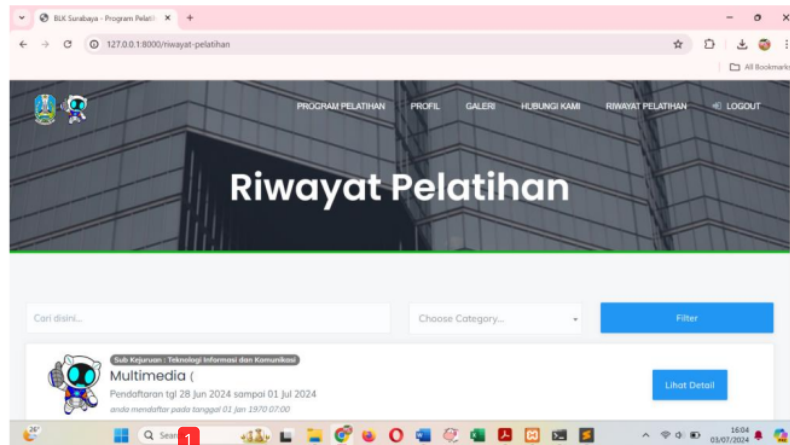 BLK Surabaya - Program Pelati
127.0.0.1:8000/riwayat-pelatihan
All Bookmarks
PROGRAM PELATIHAN PROFIL GALERI HUBUNGI KAMI RIWAYAT PELATIHAN LOGOUT
Riwayat Pelatihan
Cari disini... Choose Category... Filter
Sub Kejuruan : Teknologi Informasi dan Komunikasi
Multimedia (
Pendaftaran tgl 28 Jun 2024 sampai 01 Jul 2024
Lihat Detail
anda mendaftar pada tanggal 01 Jan 1970 07:00
26°
Sear
1
16:04
03/07/2024